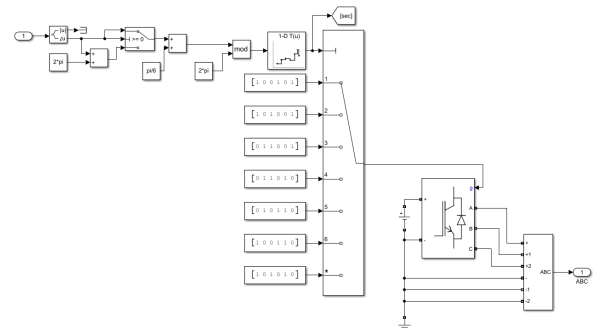 1-D T(u)
[sec]
1
|u|
∠u
>= 0
+
+
mod
2*pi
+
+
pi/6
2*pi
[1 0 0 1 0 1]
1
[1 0 0 1 0 1]
2
[0 1 1 0 0 1]
3
[0 1 1 0 1 0]
4
[0 1 0 1 1 0]
5
[1 0 0 1 1 0]
6
[1 0 1 0 1 0]
*
g
+
A
+
B
-
C
+
+1
+2
-
-1
-2
ABC
1
ABC